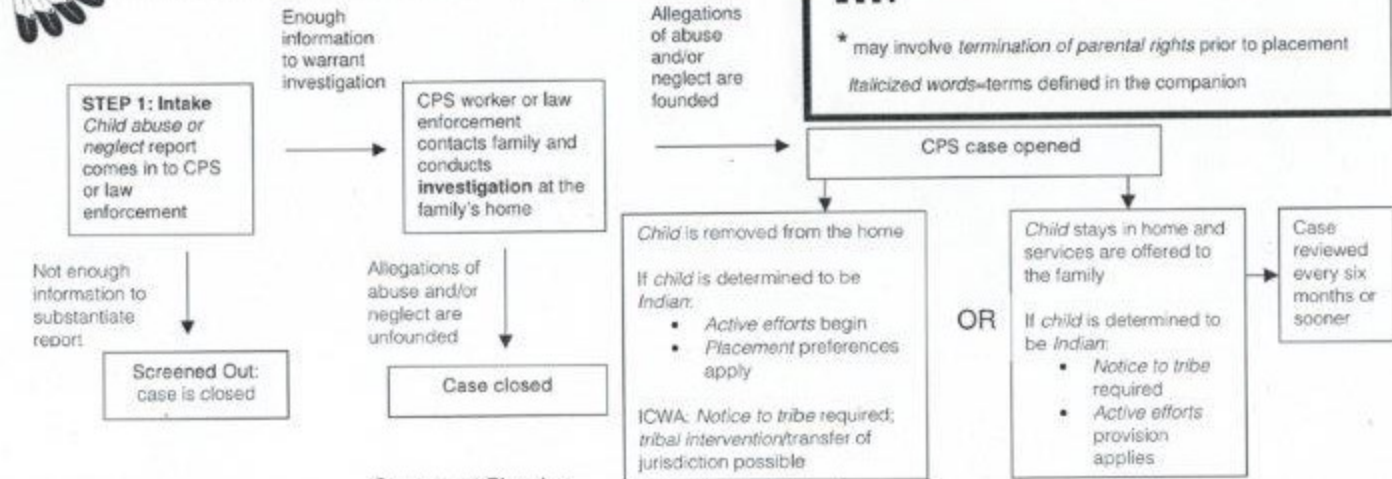 Enough
information
to warrant
investigation
Allegations
of abuse
and/or
neglect are
founded
* may involve termination of parental rights prior to placement
Italicized words=terms defined in the companion
STEP 1: Intake
Child abuse or
neglect report
comes in to CPS
or law
enforcement
CPS worker or law
enforcement
contacts family and
conducts
investigation at the
family's home
CPS case opened
Not enough
information to
substantiate
report
Allegations of
abuse and/or
neglect are
unfounded
Screened Out:
case is closed
Case closed
Child is removed from the home
If child is determined to be
Indian:
• Active efforts begin
• Placement preferences
apply
ICWA: Notice to tribe required;
tribal intervention/transfer of
jurisdiction possible
OR
Child stays in home and
services are offered to
the family
If child is determined to
be Indian:
• Notice to tribe
required
• Active efforts
provision
applies
Case
reviewed
every six
months or
sooner